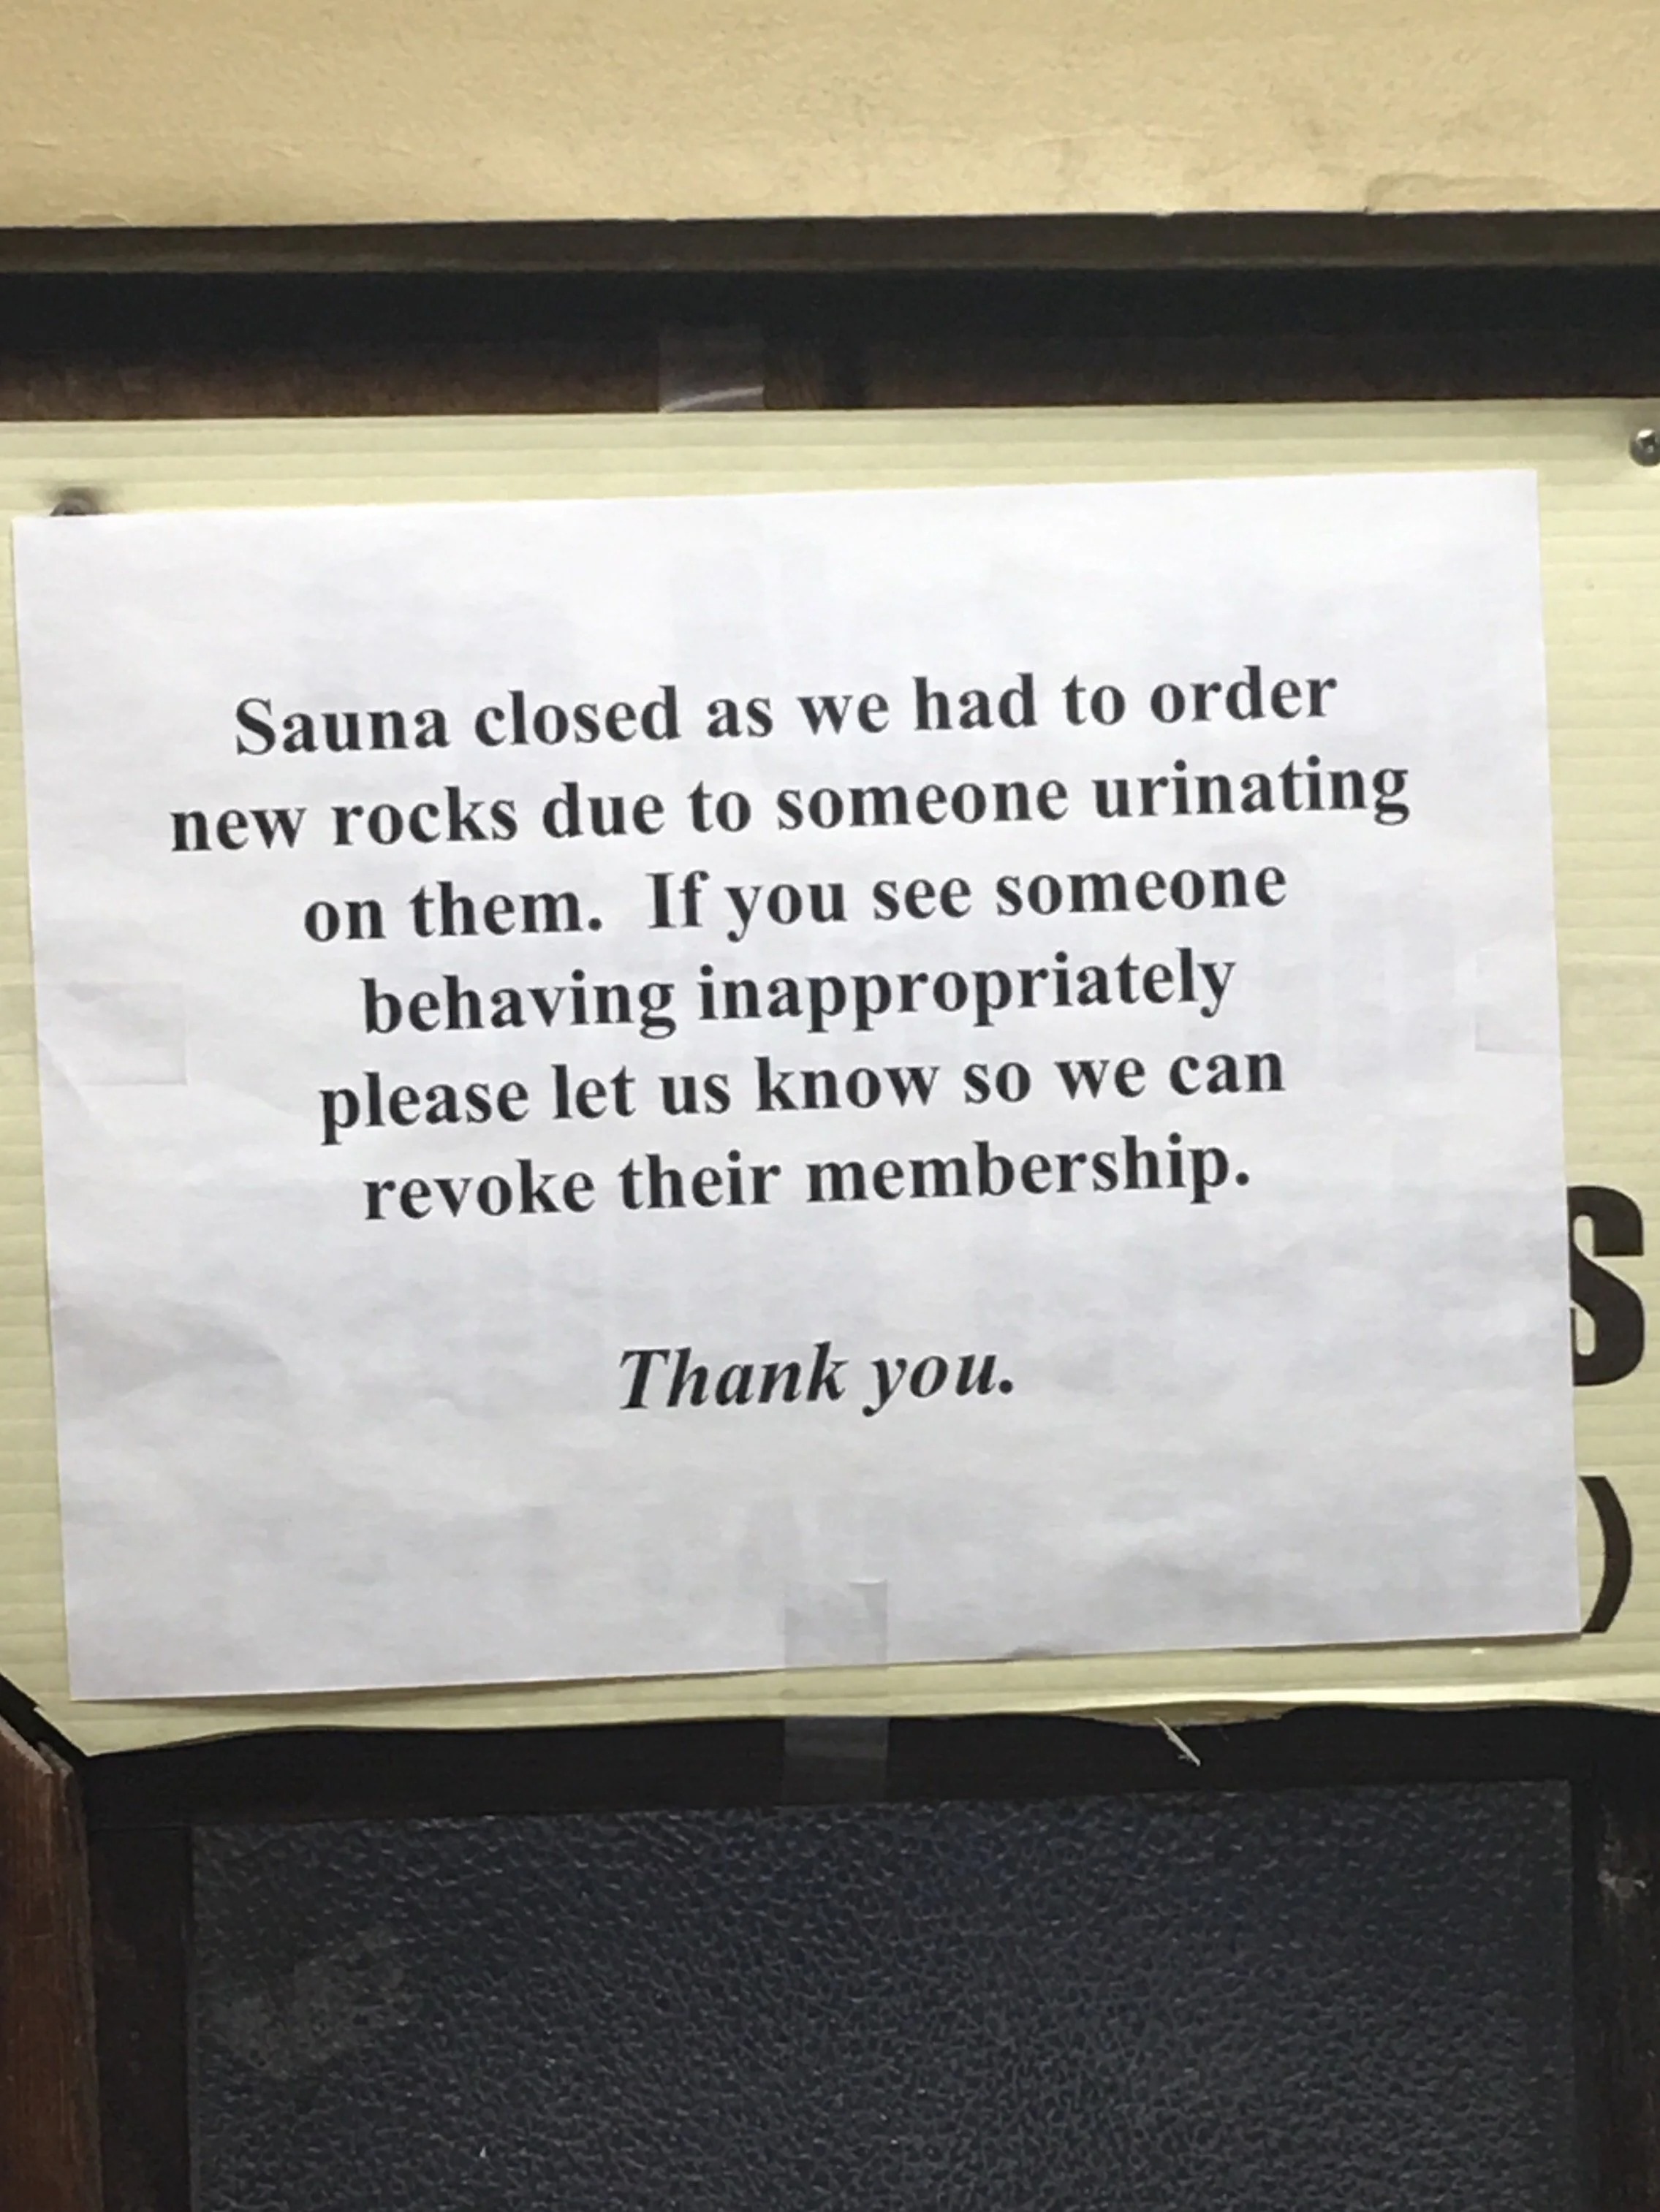 Sauna closed as we had to order
new rocks due to someone urinating
on them.  If you see someone
behaving inappropriately
please let us know so we can
revoke their membership.
Thank you.
S
)